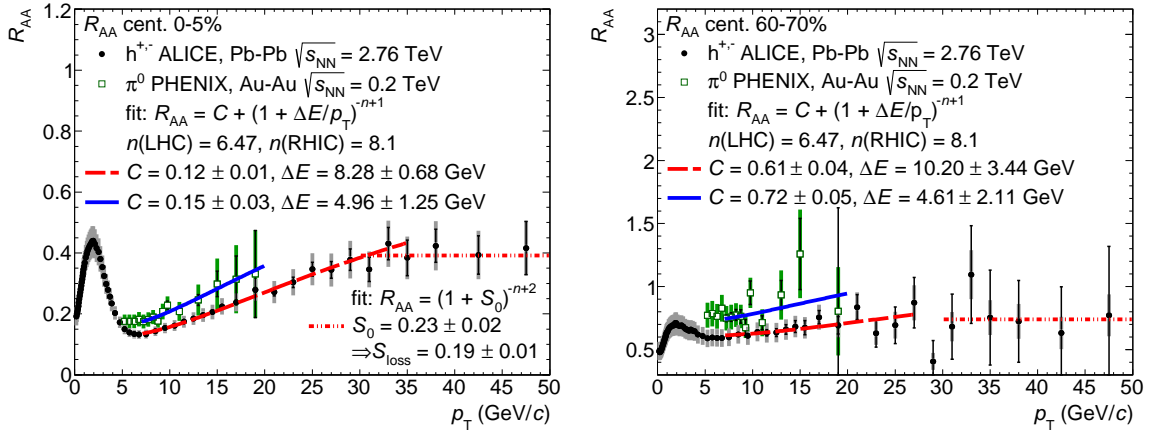 R_AA
R_AA cent. 0-5%
h^+,- ALICE, Pb-Pb √s_NN = 2.76 TeV
π^0 PHENIX, Au-Au √s_NN = 0.2 TeV
fit: R_AA = C + (1 + ΔE/p_T)^-n+1
n(LHC) = 6.47, n(RHIC) = 8.1
C = 0.12 ± 0.01, ΔE = 8.28 ± 0.68 GeV
C = 0.15 ± 0.03, ΔE = 4.96 ± 1.25 GeV
fit: R_AA = (1 + S_0)^-n+2
S_0 = 0.23 ± 0.02
⇒S_loss = 0.19 ± 0.01
1.2
1
0.8
0.6
0.4
0.2
0
0 5 10 15 20 25 30 35 40 45 50
p_T (GeV/c)
R_AA
R_AA cent. 60-70%
h^+,- ALICE, Pb-Pb √s_NN = 2.76 TeV
π^0 PHENIX, Au-Au √s_NN = 0.2 TeV
fit: R_AA = C + (1 + ΔE/p_T)^-n+1
n(LHC) = 6.47, n(RHIC) = 8.1
C = 0.61 ± 0.04, ΔE = 10.20 ± 3.44 GeV
C = 0.72 ± 0.05, ΔE = 4.61 ± 2.11 GeV
3
2.5
2
1.5
1
0.5
0 5 10 15 20 25 30 35 40 45 50
p_T (GeV/c)